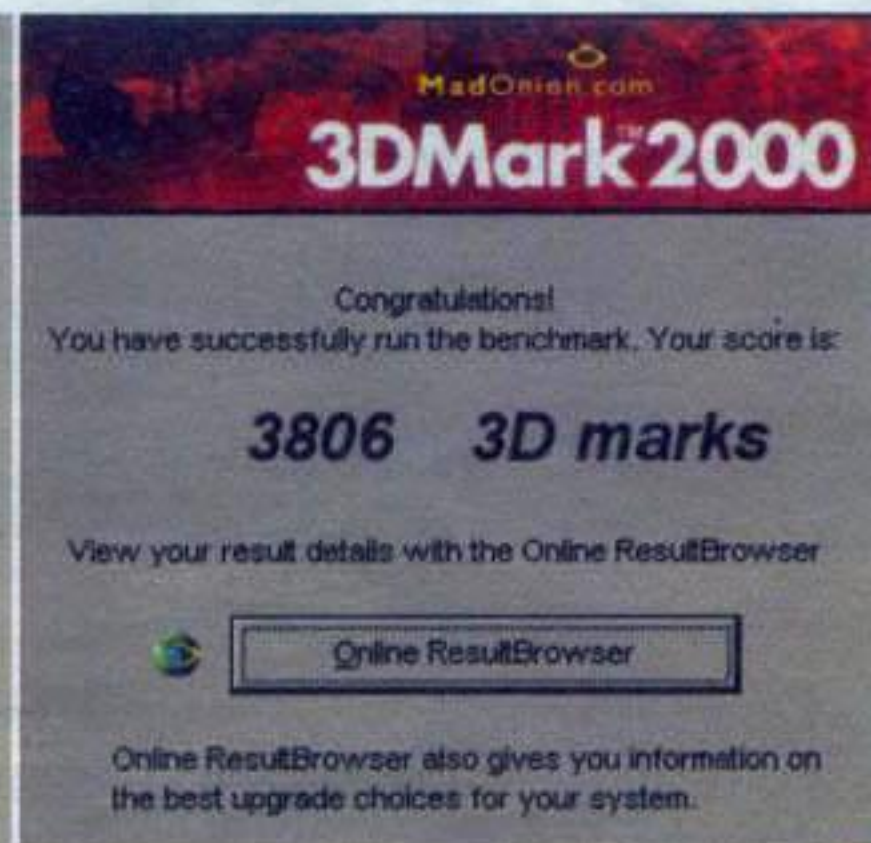 MadOnion.com
3DMark™2000
Congratulations!
You have successfully run the benchmark. Your score is:
3806 3D marks
View your result details with the Online ResultBrowser
Online ResultBrowser
Online ResultBrowser also gives you information on
the best upgrade choices for your system.